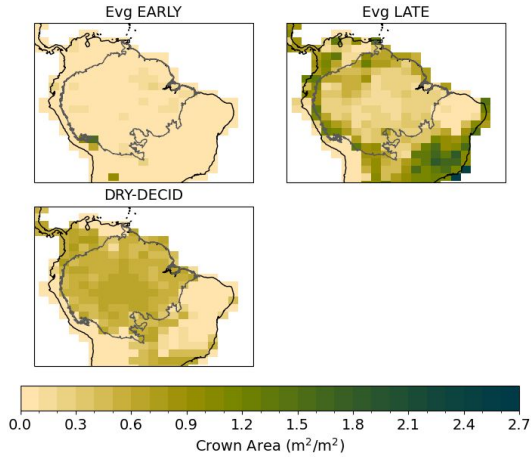 Evg EARLY
Evg LATE
DRY-DECID
0.0 0.3 0.6 0.9 1.2 1.5 1.8 2.1 2.4 2.7
Crown Area (m²/m²)